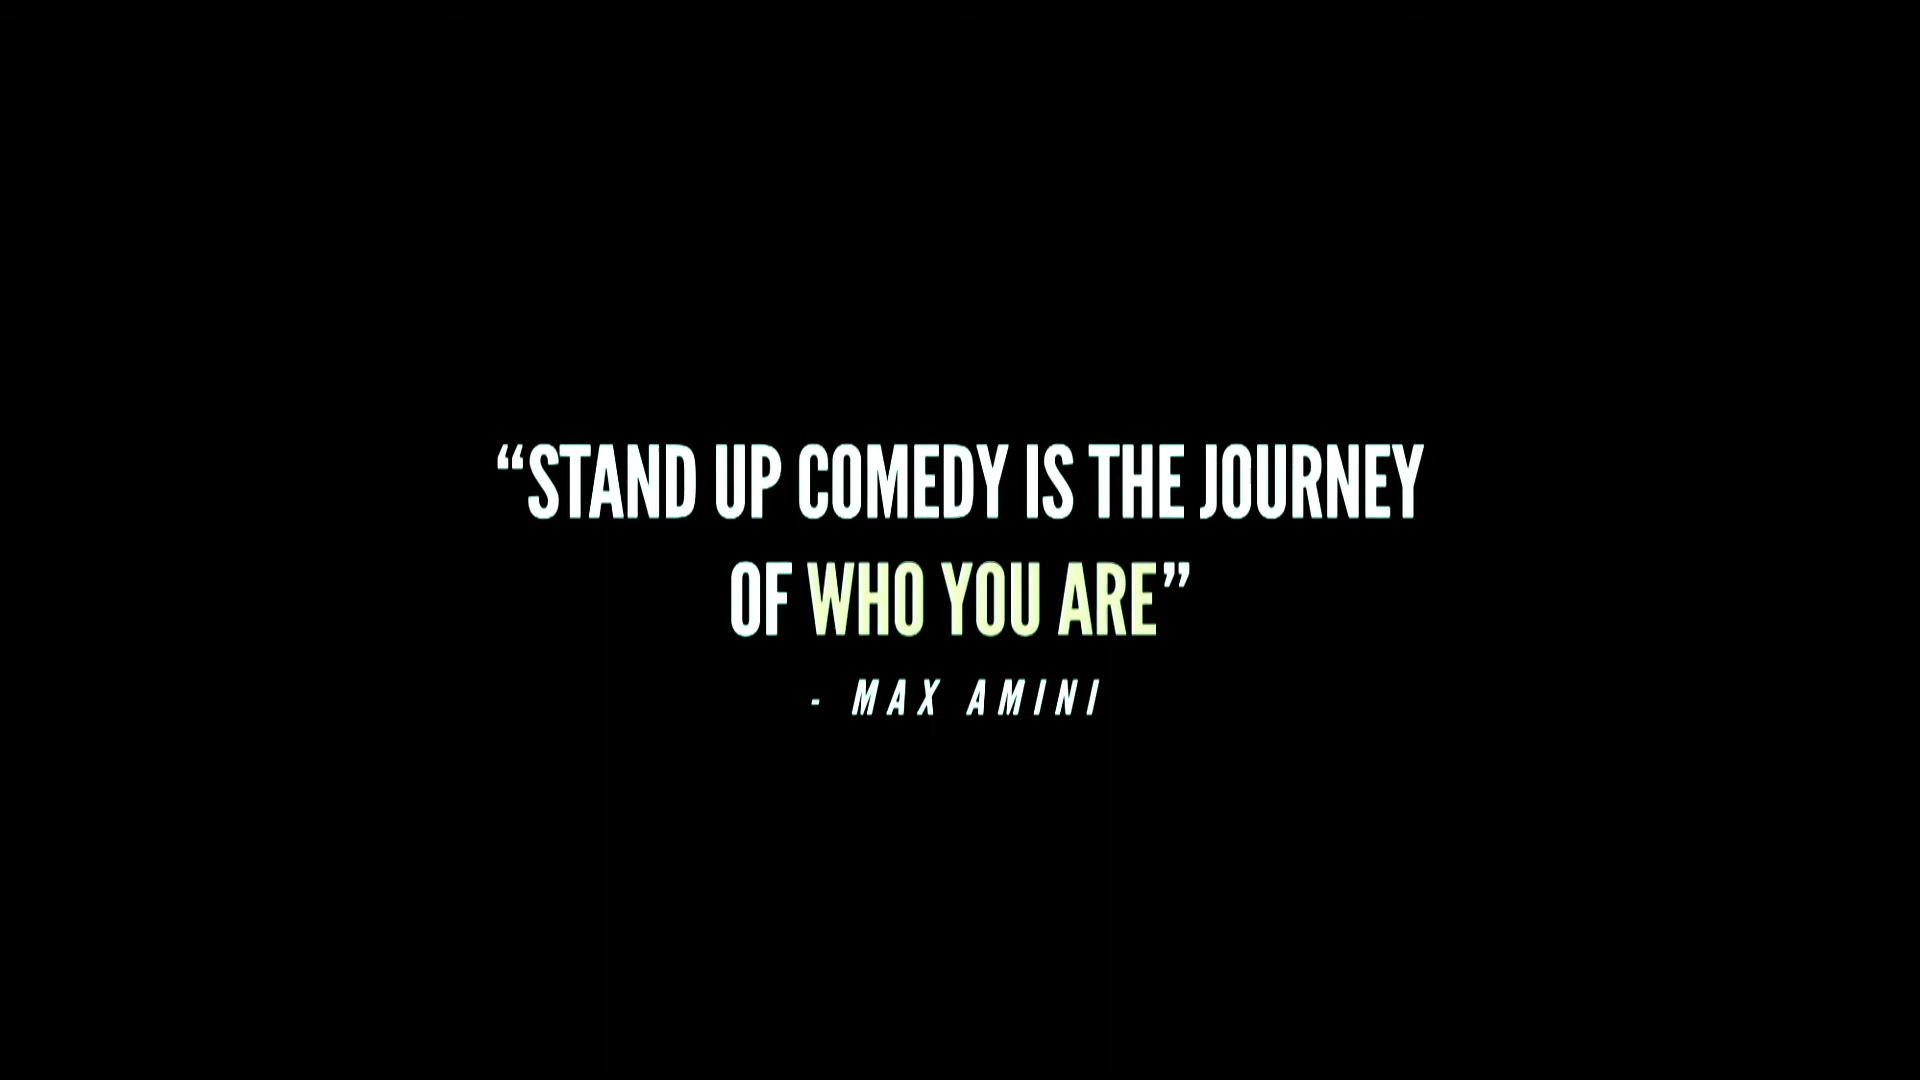 “STAND UP COMEDY IS THE JOURNEY
OF WHO YOU ARE”
- MAX AMINI